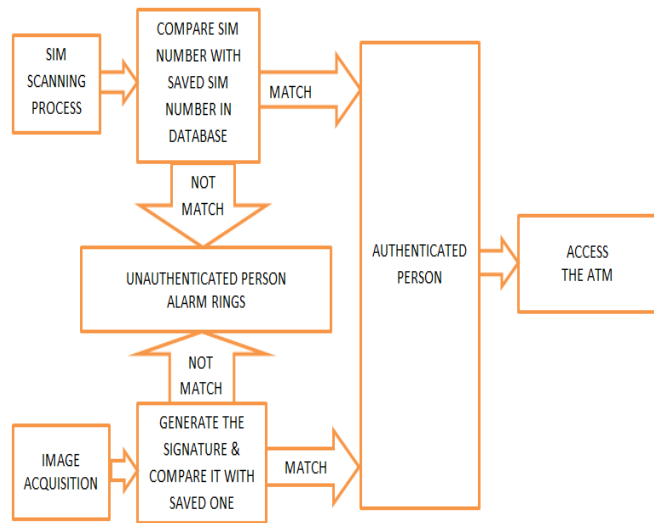 SIM
SCANNING
PROCESS
COMPARE SIM
NUMBER WITH
SAVED SIM
NUMBER IN
DATABASE
MATCH
NOT
MATCH
UNAUTHENTICATED PERSON
ALARM RINGS
NOT
MATCH
IMAGE
ACQUISITION
GENERATE THE
SIGNATURE &
COMPARE IT WITH
SAVED ONE
MATCH
AUTHENTICATED
PERSON
ACCESS
THE ATM